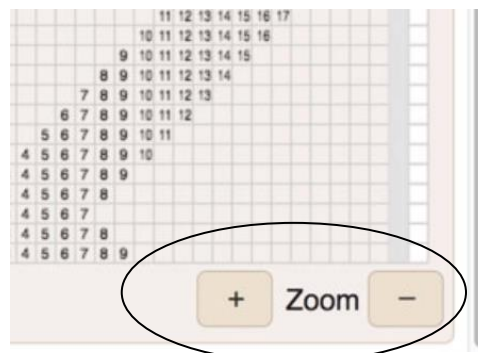 11 12 13 14 15 16 17
10 11 12 13 14 15 16
9 10 11 12 13 14 15
8 9 10 11 12 13 14
7 8 9 10 11 12 13
6 7 8 9 10 11 12
5 6 7 8 9 10 11
4 5 6 7 8 9 10
4 5 6 7 8 9
4 5 6 7 8
4 5 6 7
4 5 6 7 8
4 5 6 7 8 9
+ Zoom −